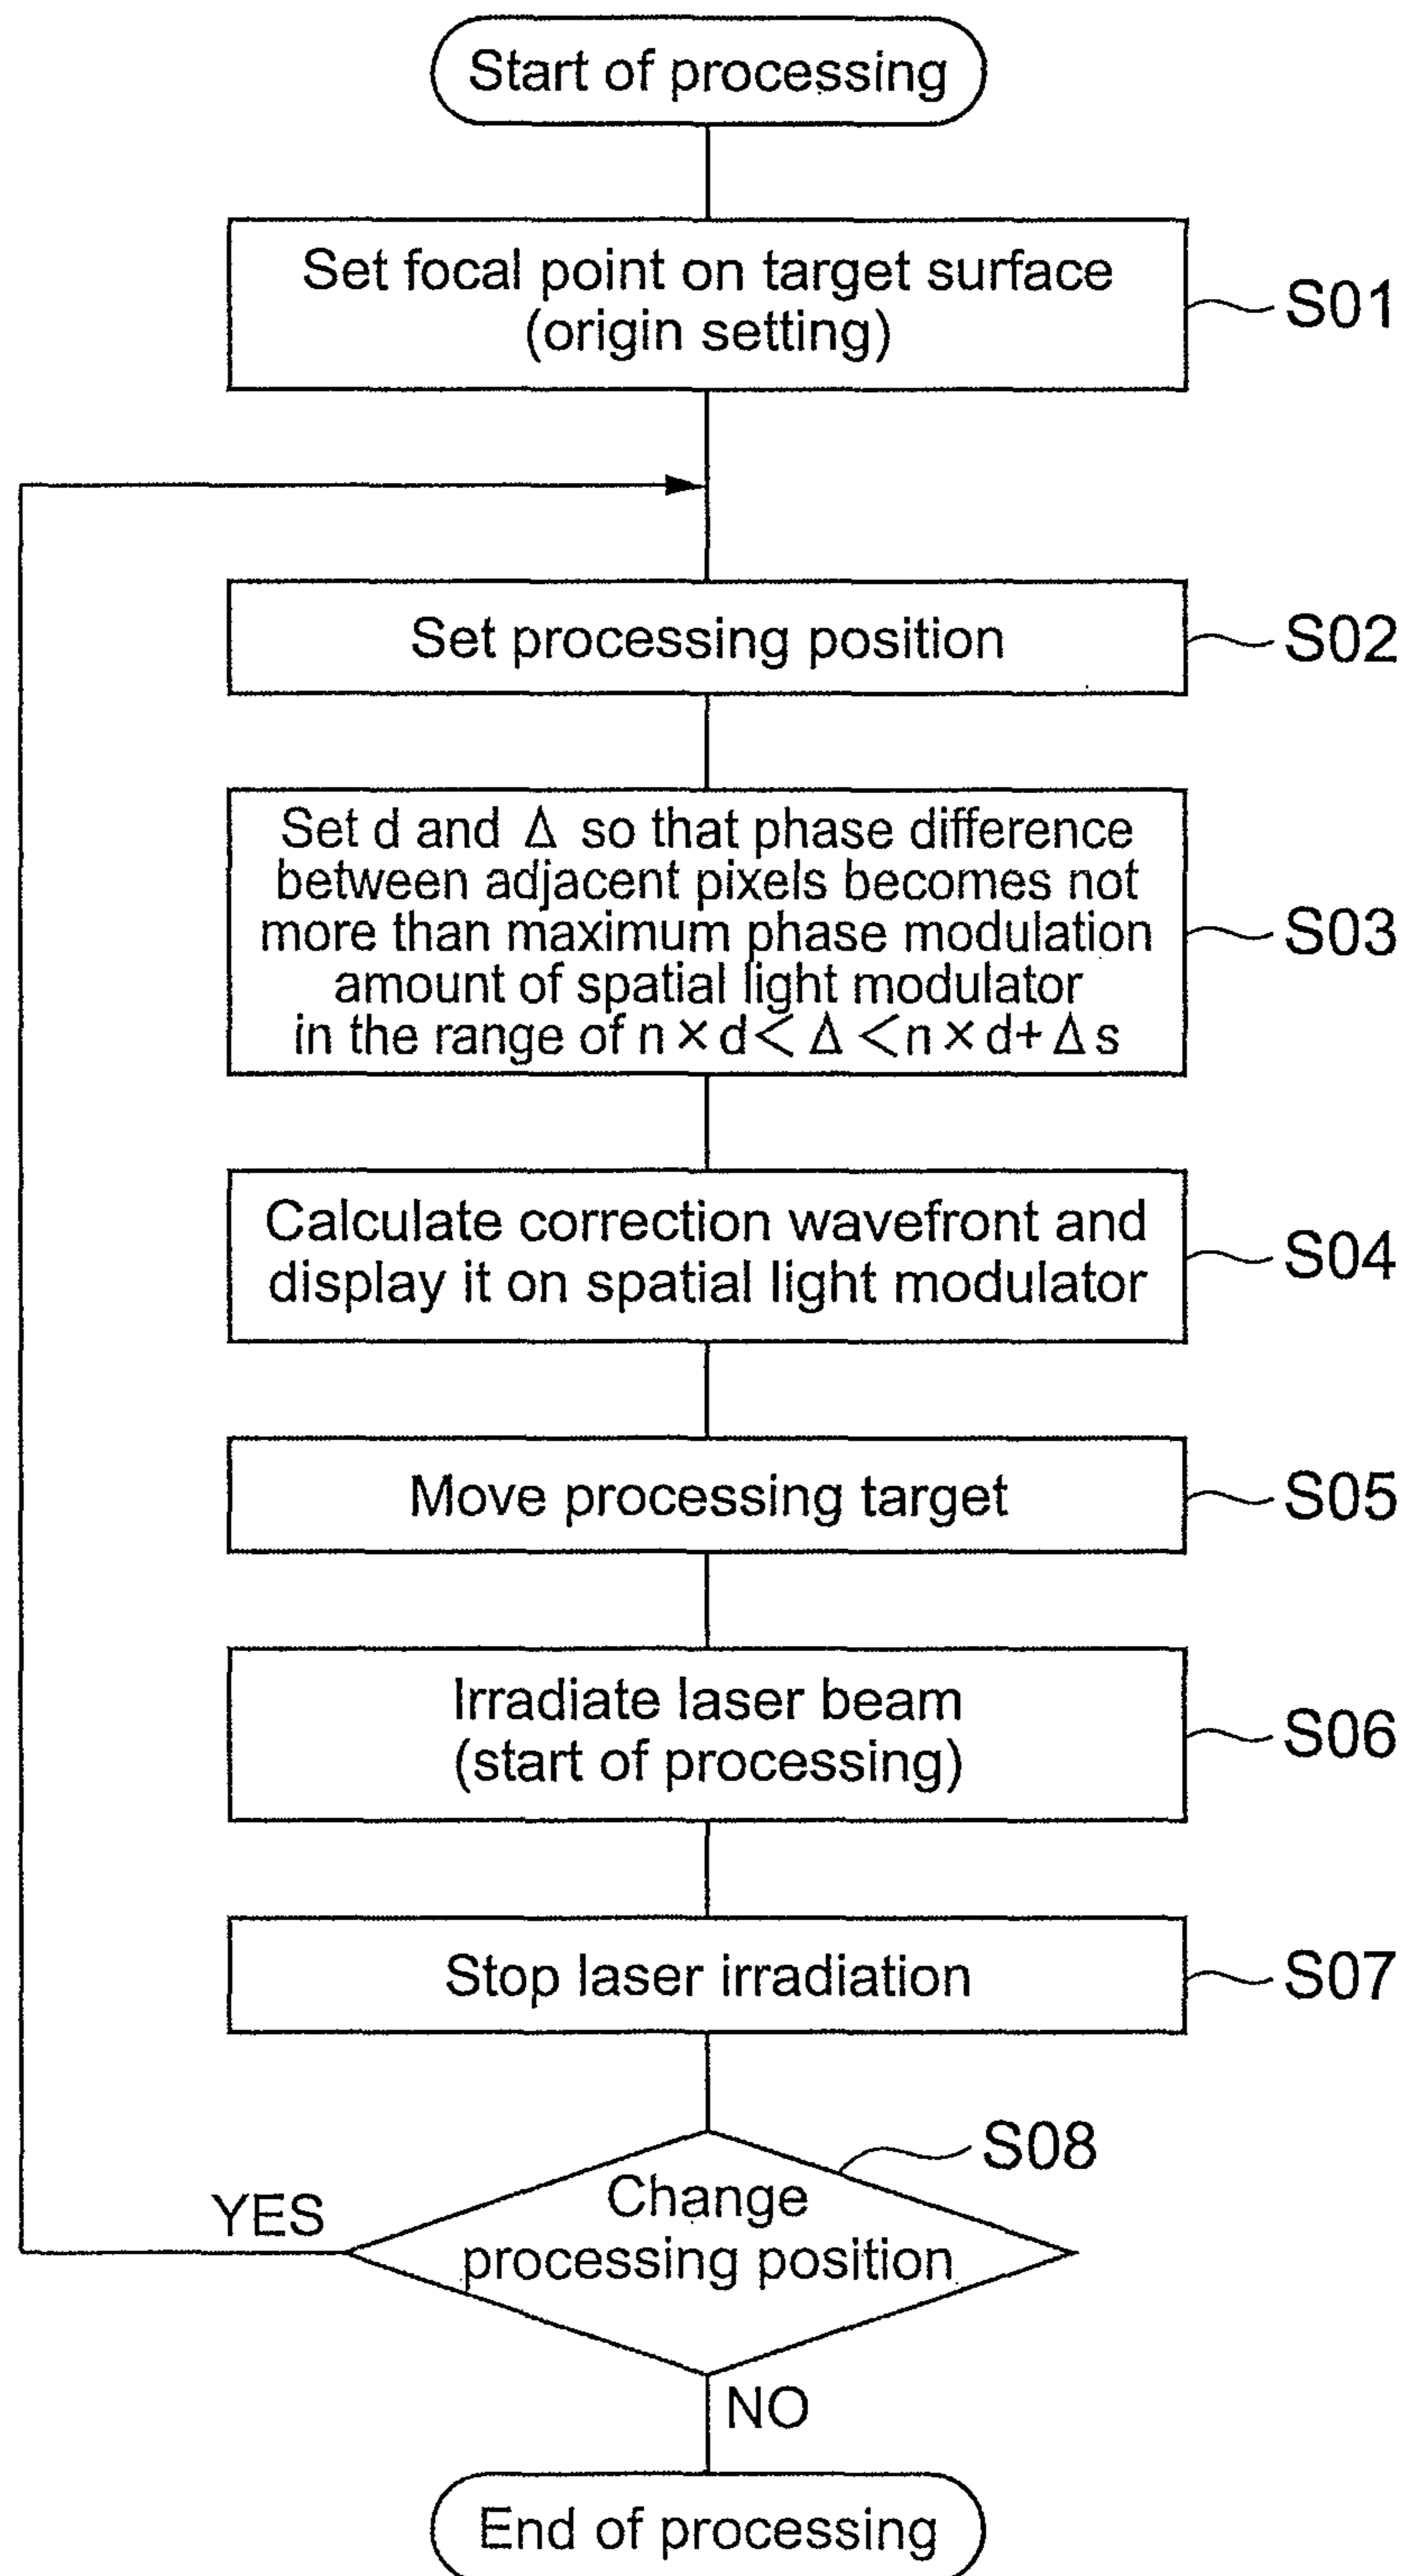 Start of processing
Set focal point on target surface
(origin setting)
S01
Set processing position
S02
Set d and Δ so that phase difference
between adjacent pixels becomes not
more than maximum phase modulation
amount of spatial light modulator
in the range of n×d<Δ<n×d+Δs
S03
Calculate correction wavefront and
display it on spatial light modulator
S04
Move processing target
S05
Irradiate laser beam
(start of processing)
S06
Stop laser irradiation
S07
S08
Change
processing position
YES
NO
End of processing